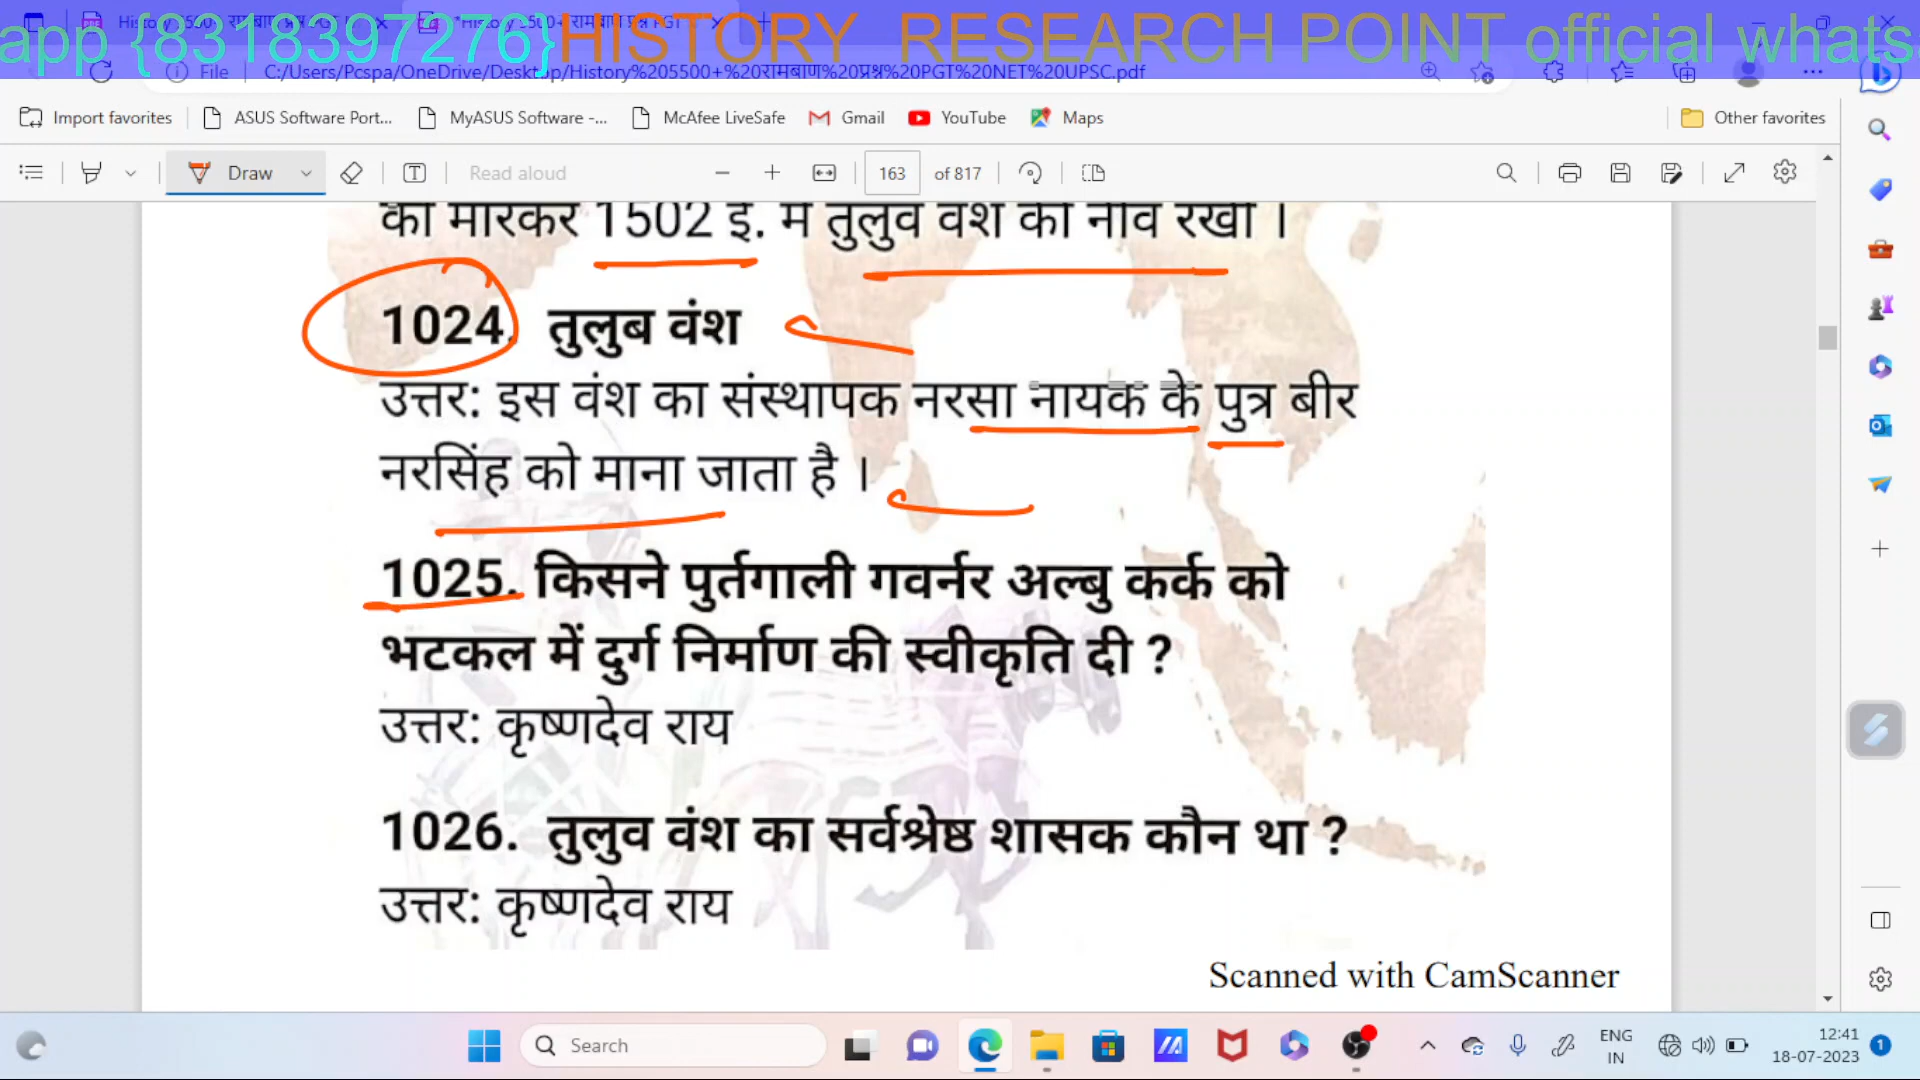 app {8318397276}HISTORY RESEARCH POINT official whats
File C:/Users/Pcspa/OneDrive/Desktop/History%205500+%20रामबाण%20प्रश्न%20PGT%20NET%20UPSC.pdf
Import favorites ASUS Software Port... MyASUS Software -... McAfee LiveSafe Gmail YouTube Maps Other favorites
Draw Read aloud 163 of 817
को मारकर 1502 ई. में तुलुव वंश की नींव रखी ।
1024. तुलुब वंश
उत्तर: इस वंश का संस्थापक नरसा नायक के पुत्र बीर
नरसिंह को माना जाता है ।
1025. किसने पुर्तगाली गवर्नर अल्बु कर्क को
भटकल में दुर्ग निर्माण की स्वीकृति दी ?
उत्तर: कृष्णदेव राय
1026. तुलुव वंश का सर्वश्रेष्ठ शासक कौन था ?
उत्तर: कृष्णदेव राय
Scanned with CamScanner
Search
ENG
IN
12:41
18-07-2023
1